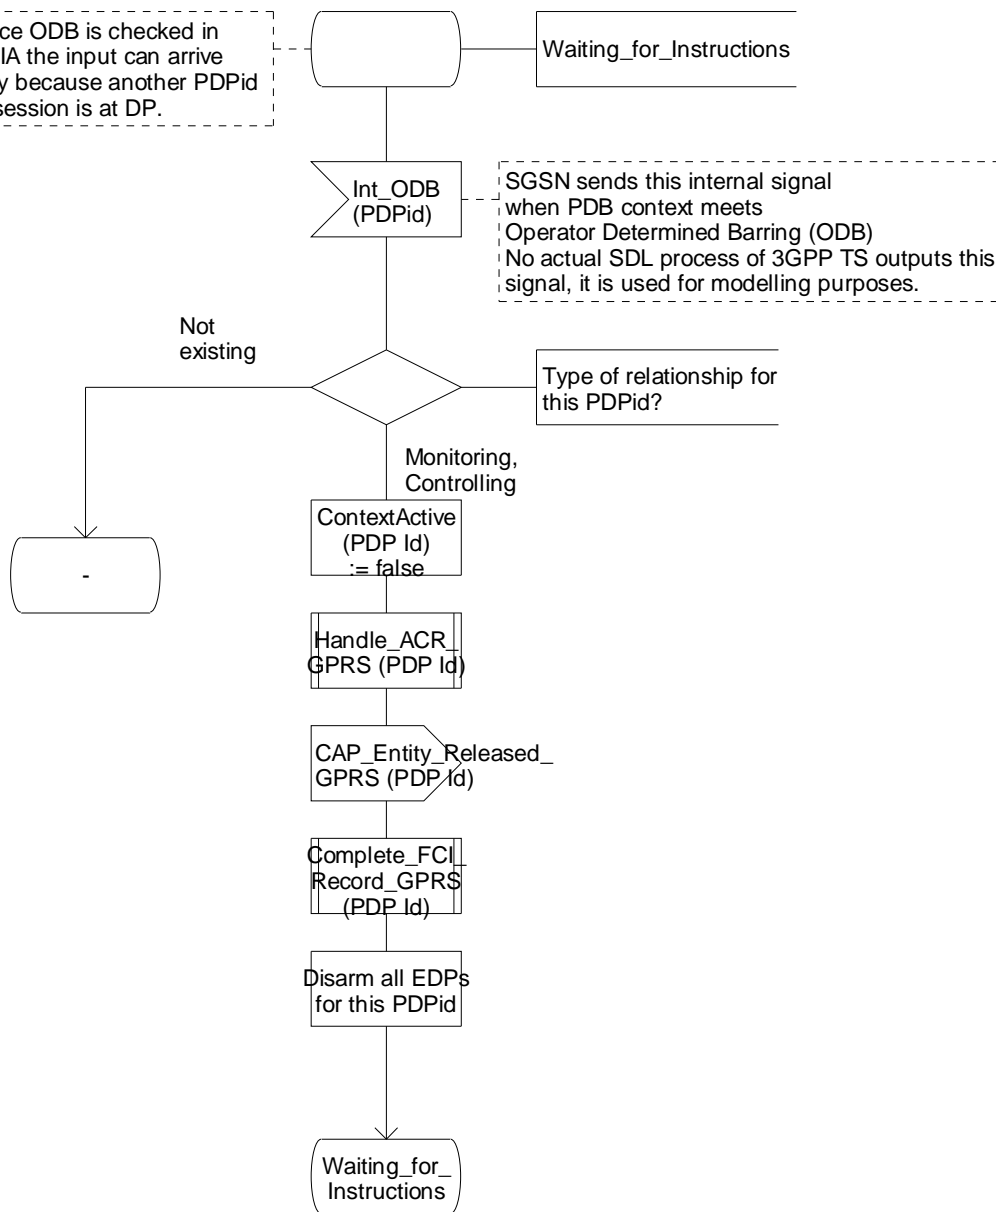 ODB is checked in
the input can arrive
because another PDPid
session is at DP.
Waiting_for_Instructions
Int_ODB
(PDPid)
SGSN sends this internal signal
when PDB context meets
Operator Determined Barring (ODB)
No actual SDL process of 3GPP TS outputs this
signal, it is used for modelling purposes.
Not
existing
Type of relationship for
this PDPid?
Monitoring,
Controlling
ContextActive
(PDP Id)
:= false
-
Handle_ACR_
GPRS (PDP Id)
CAP_Entity_Released_
GPRS (PDP Id)
Complete_FCI_
Record_GPRS
(PDP Id)
Disarm all EDPs
for this PDPid
Waiting_for_
Instructions